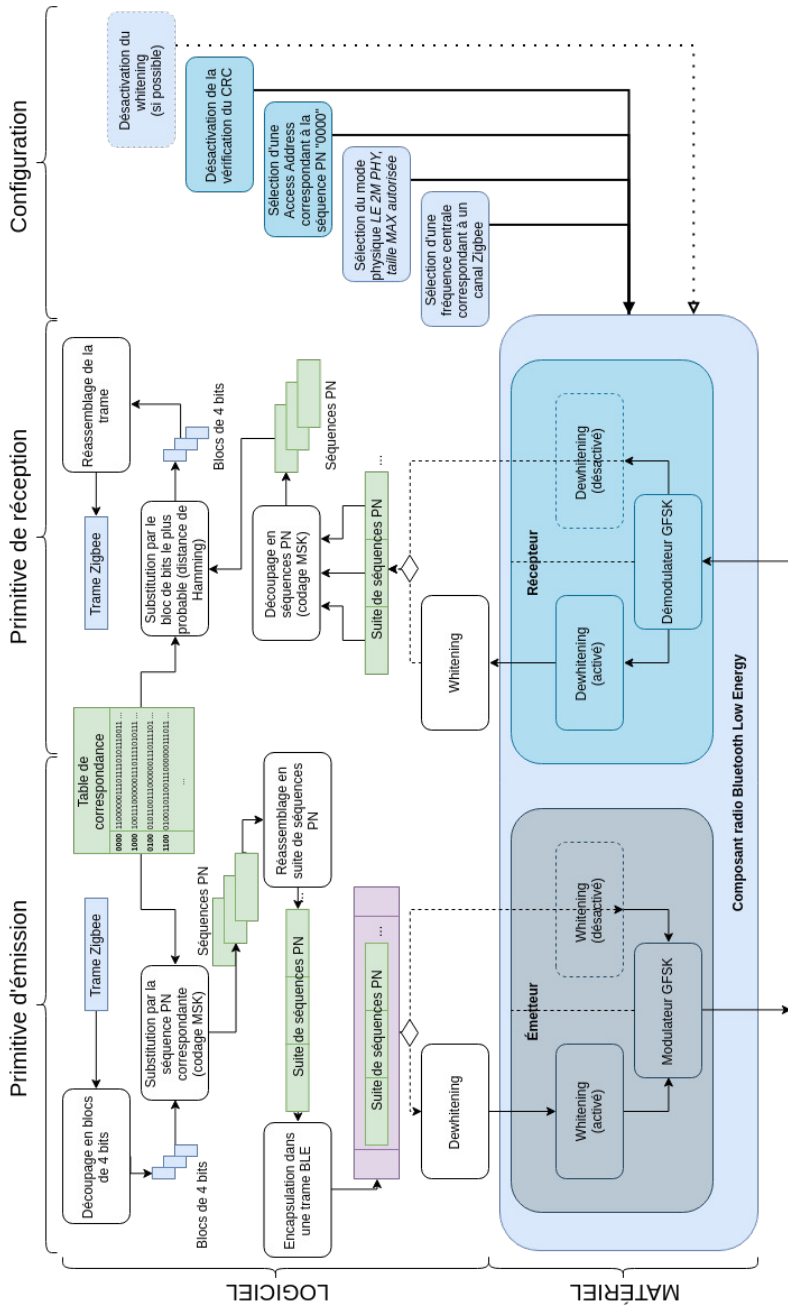 Primitive d'émission
Primitive de réception
Configuration
LOGICIEL
MATÉRIEL
Découpage en blocs
de 4 bits
Trame Zigbee
Blocs de 4 bits
Substitution par la
séquence PN
correspondante
(codage MSK)
Séquences PN
Table de
correspondance
Encapsulation dans
une trame BLE
Suite de séquences PN
...
Réassemblage en
suite de séquences
PN
Suite de séquences PN
...
Dewhitening
Émetteur
Whitening
(activé)
Whitening
(désactivé)
Modulateur GFSK
Trame Zigbee
Réassemblage de la
trame
Substitution par le
bloc de bits le plus
probable (distance de
Hamming)
Blocs de 4 bits
Découpage en
séquences PN
(codage MSK)
Séquences PN
Suite de séquences PN
...
Whitening
Récepteur
Dewhitening
(activé)
Dewhitening
(désactivé)
Démodulateur GFSK
Composant radio Bluetooth Low Energy
Désactivation du
whitening
(si possible)
Désactivation de la
vérification du CRC
Sélection d'une
Access Address
correspondant à la
séquence PN "0000"
Sélection du mode
physique LE 2M PHY,
taille MAX autorisée
Sélection d'une
fréquence centrale
correspondant à un
canal Zigbee
0000
1000
0100
1100
...